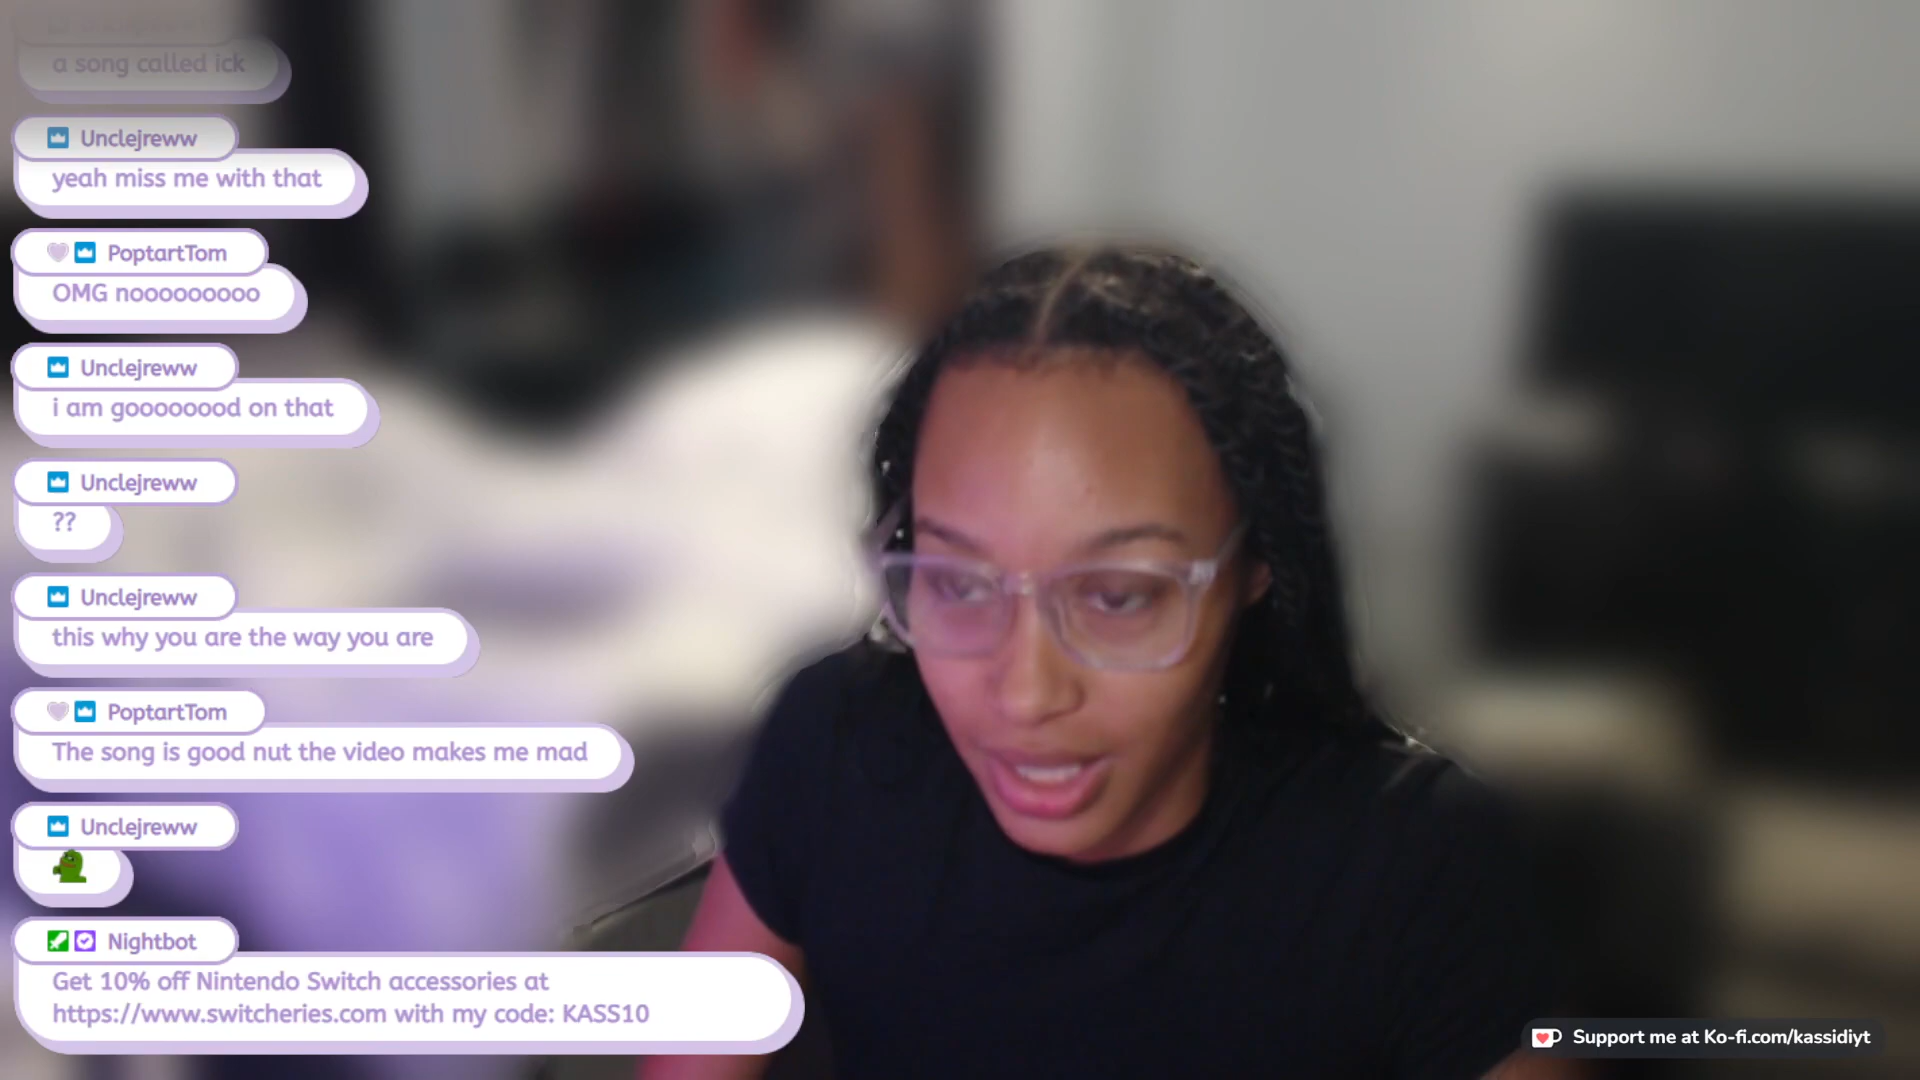 a song called ick
Unclejreww
yeah miss me with that
PoptartTom
OMG nooooooooo
Unclejreww
i am goooooood on that
Unclejreww
??
Unclejreww
this why you are the way you are
PoptartTom
The song is good nut the video makes me mad
Unclejreww
Nightbot
Get 10% off Nintendo Switch accessories at
https://www.switcheries.com with my code: KASS10
Support me at Ko-fi.com/kassidiyt